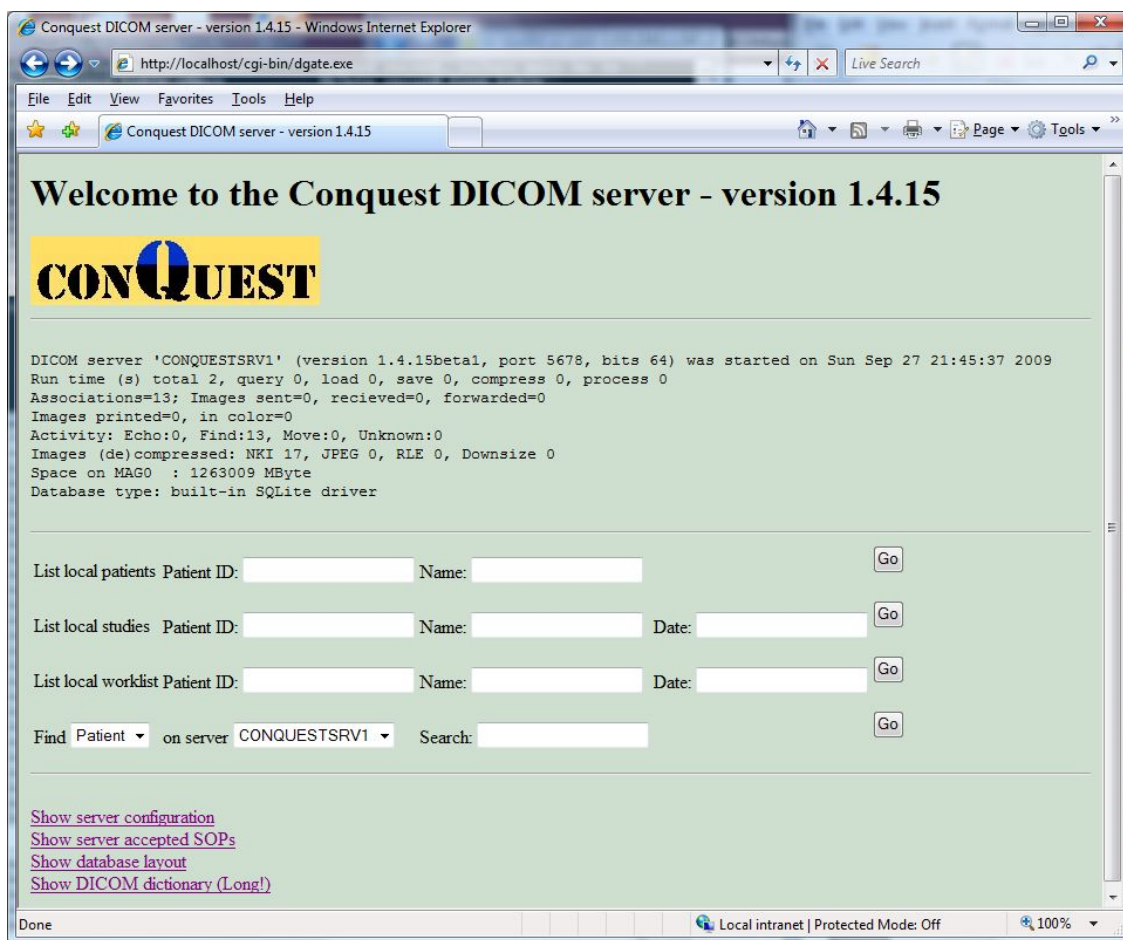 Conquest DICOM server - version 1.4.15 - Windows Internet Explorer
http://localhost/cgi-bin/dgate.exe
Live Search
File Edit View Favorites Tools Help
Conquest DICOM server - version 1.4.15
Page Tools
Welcome to the Conquest DICOM server - version 1.4.15
CONQUEST
DICOM server 'CONQUESTSRV1' (version 1.4.15beta1, port 5678, bits 64) was started on Sun Sep 27 21:45:37 2009
Run time (s) total 2, query 0, load 0, save 0, compress 0, process 0
Associations=13; Images sent=0, recieved=0, forwarded=0
Images printed=0, in color=0
Activity: Echo:0, Find:13, Move:0, Unknown:0
Images (de)compressed: NKI 17, JPEG 0, RLE 0, Downsize 0
Space on MAG0 : 1263009 MByte
Database type: built-in SQLite driver
List local patients Patient ID: Name: Go
List local studies Patient ID: Name: Date: Go
List local worklist Patient ID: Name: Date: Go
Find Patient on server CONQUESTSRV1 Search: Go
Show server configuration
Show server accepted SOPs
Show database layout
Show DICOM dictionary (Long!)
Done Local intranet | Protected Mode: Off 100%